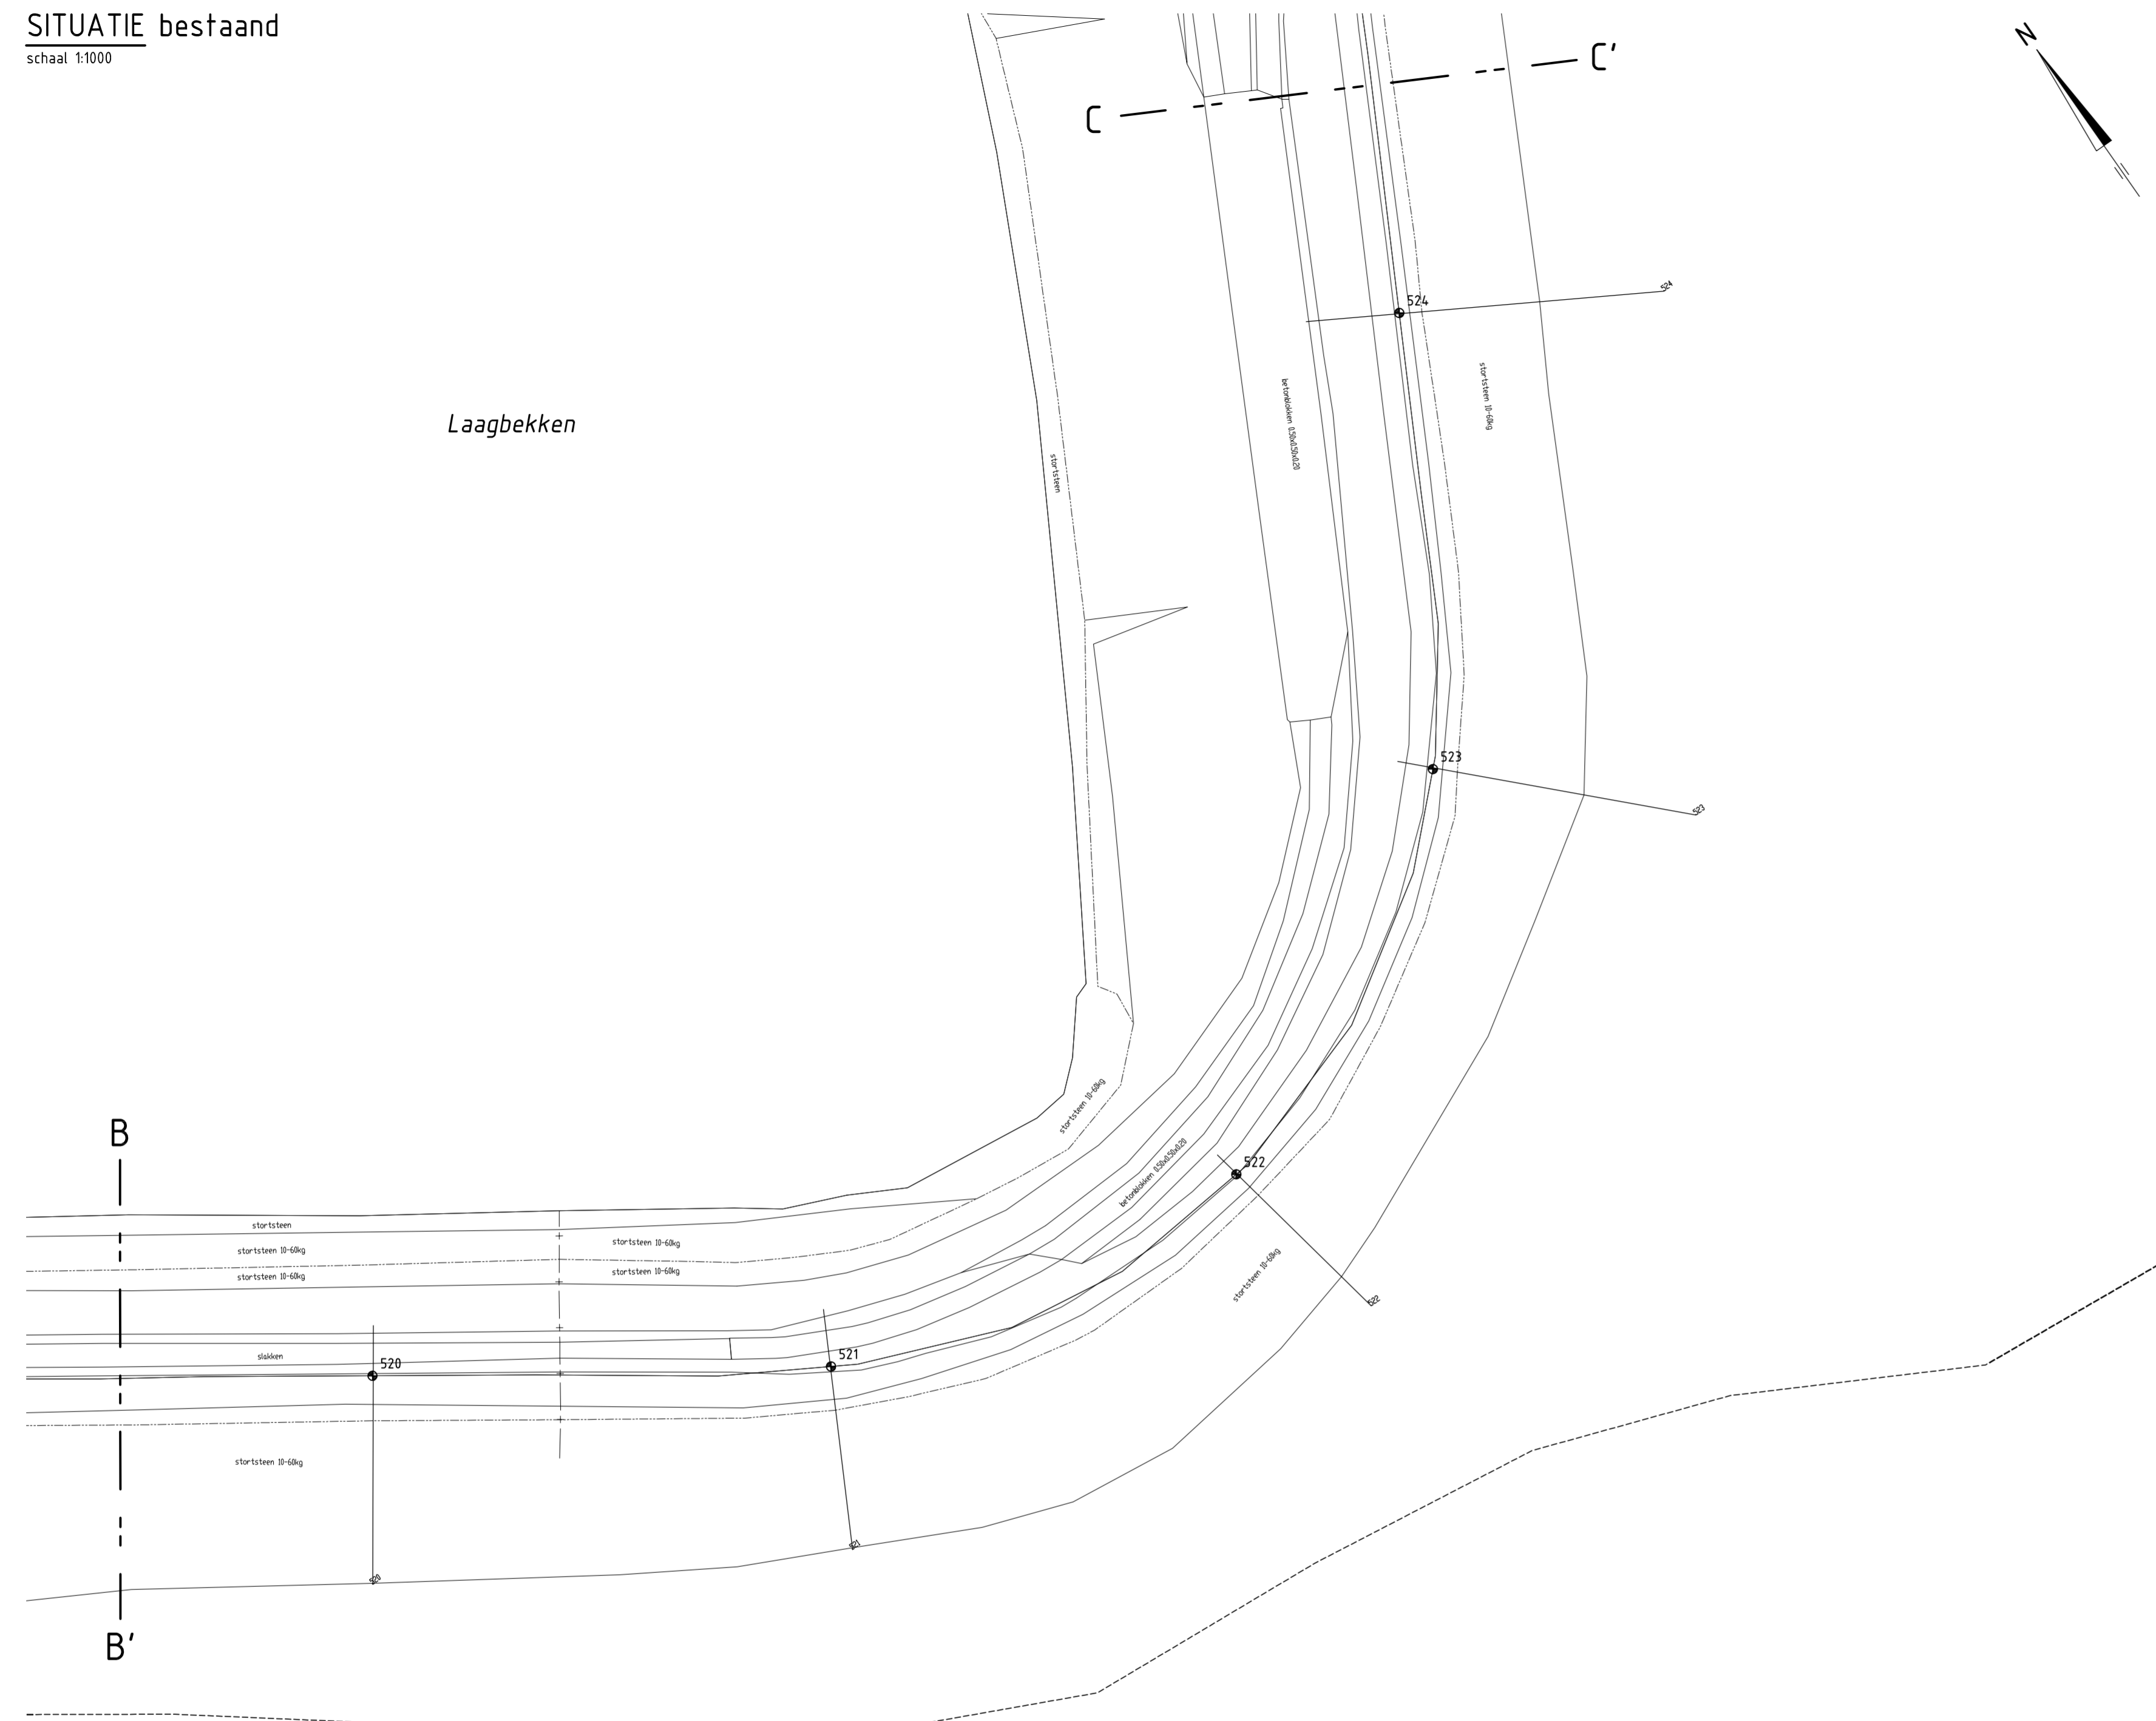 SITUATIE bestaand
schaal 1:1000
N
C
C'
524
524
stortsteen 10-60kg
betonblokken 0.50x0.50x0.20
Laagbekken
stortsteen
523
523
stortsteen 10-60kg
B
betonblokken 0.50x0.50x0.20
522
522
stortsteen
stortsteen 10-60kg
stortsteen 10-60kg
stortsteen 10-60kg
stortsteen 10-60kg
stortsteen 10-60kg
slakken
520
521
stortsteen 10-60kg
521
520
B'